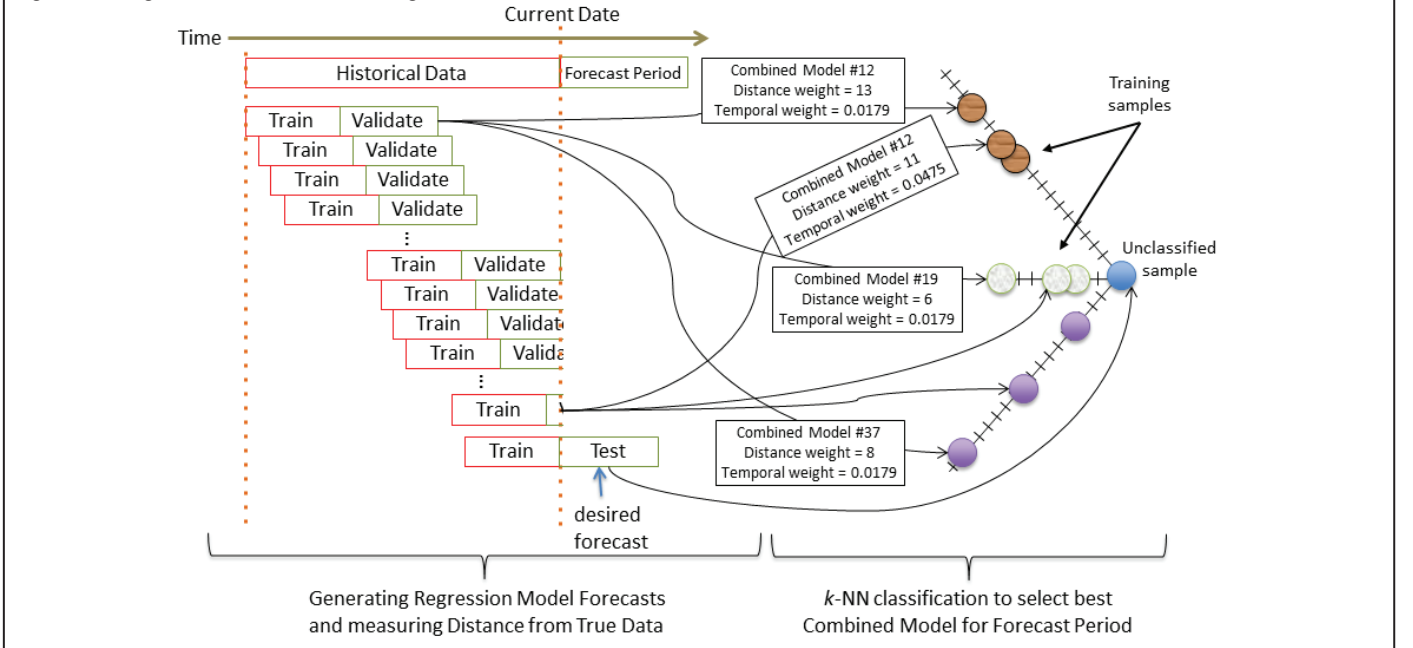 Current Date
Time
Historical Data
Forecast Period
Train
Validate
Train
Validate
Train
Validate
Train
Validate
⋮
Train
Validate
Train
Validate
Train
Validat
Train
Valida
⋮
Train
Train
Test
desired
forecast
Combined Model #12
Distance weight = 13
Temporal weight = 0.0179
Combined Model #12
Distance weight = 11
Temporal weight = 0.0475
Combined Model #19
Distance weight = 6
Temporal weight = 0.0179
Combined Model #37
Distance weight = 8
Temporal weight = 0.0179
Training
samples
Unclassified
sample
Generating Regression Model Forecasts
and measuring Distance from True Data
k-NN classification to select best
Combined Model for Forecast Period